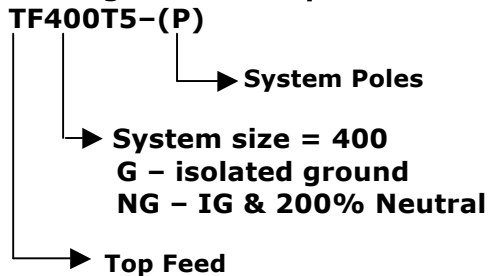 TF400T5–(P)
System Poles
System size = 400
G – isolated ground
NG – IG & 200% Neutral
Top Feed